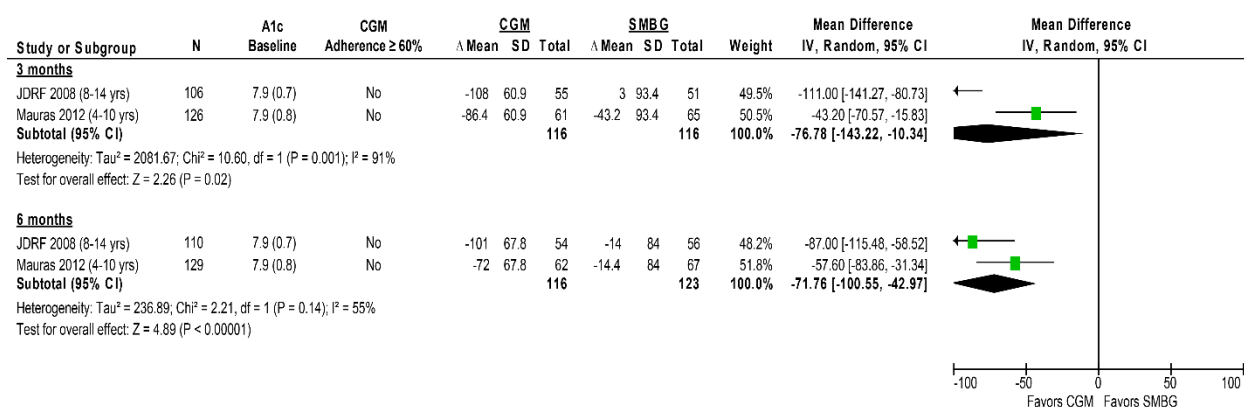 A1c CGM CGM SMBG Mean Difference Mean Difference
Study or Subgroup N Baseline Adherence ≥ 60% Δ Mean SD Total Δ Mean SD Total Weight IV, Random, 95% CI IV, Random, 95% CI
3 months
JDRF 2008 (8-14 yrs) 106 7.9 (0.7) No -108 60.9 55 3 93.4 51 49.5% -111.00 [-141.27, -80.73]
Mauras 2012 (4-10 yrs) 126 7.9 (0.8) No -86.4 60.9 61 -43.2 93.4 65 50.5% -43.20 [-70.57, -15.83]
Subtotal (95% CI) 116 116 100.0% -76.78 [-143.22, -10.34]
Heterogeneity: Tau² = 2081.67; Chi² = 10.60, df = 1 (P = 0.001); I² = 91%
Test for overall effect: Z = 2.26 (P = 0.02)
6 months
JDRF 2008 (8-14 yrs) 110 7.9 (0.7) No -101 67.8 54 -14 84 56 48.2% -87.00 [-115.48, -58.52]
Mauras 2012 (4-10 yrs) 129 7.9 (0.8) No -72 67.8 62 -14.4 84 67 51.8% -57.60 [-83.86, -31.34]
Subtotal (95% CI) 116 123 100.0% -71.76 [-100.55, -42.97]
Heterogeneity: Tau² = 236.89; Chi² = 2.21, df = 1 (P = 0.14); I² = 55%
Test for overall effect: Z = 4.89 (P < 0.00001)
-100 -50 0 50 100
Favors CGM Favors SMBG